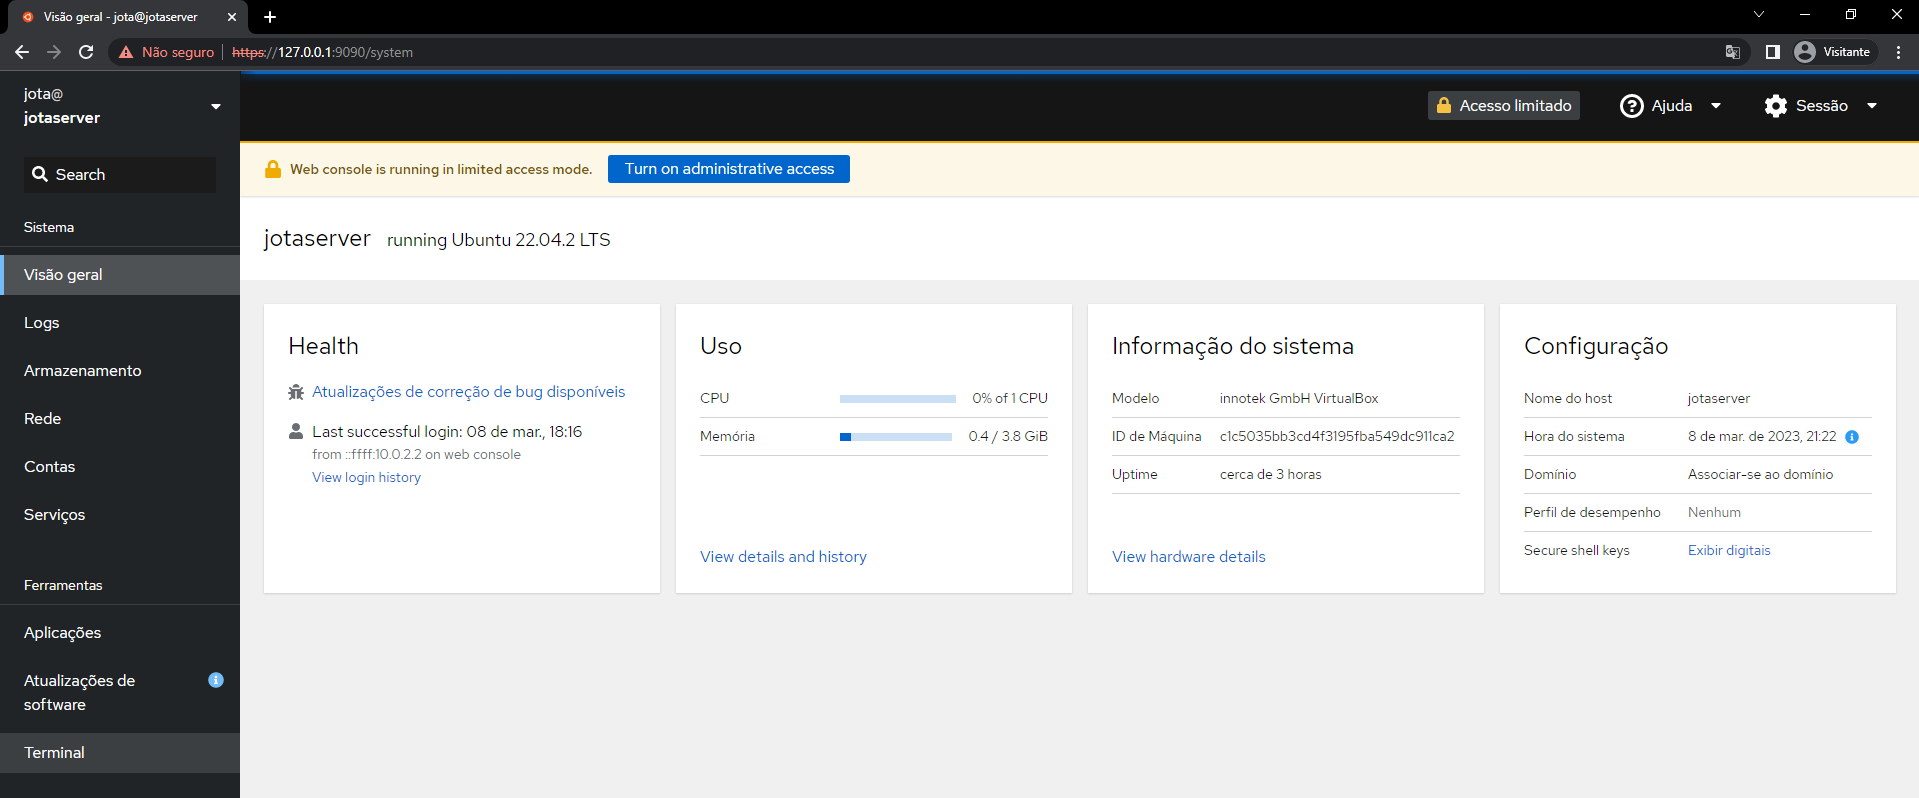 Visão geral - jota@jotaserver
Não seguro
https://127.0.0.1:9090/system
Visitante
jota@
jotaserver
Search
Sistema
Visão geral
Logs
Armazenamento
Rede
Contas
Serviços
Ferramentas
Aplicações
Atualizações de
software
Terminal
Acesso limitado
Ajuda
Sessão
Web console is running in limited access mode.
Turn on administrative access
jotaserver running Ubuntu 22.04.2 LTS
Health
Atualizações de correção de bug disponíveis
Last successful login: 08 de mar., 18:16
from ::ffff:10.0.2.2 on web console
View login history
Uso
CPU 0% of 1 CPU
Memória 0.4 / 3.8 GiB
View details and history
Informação do sistema
Modelo innotek GmbH VirtualBox
ID de Máquina c1c5035bb3cd4f3195fba549dc911ca2
Uptime cerca de 3 horas
View hardware details
Configuração
Nome do host jotaserver
Hora do sistema 8 de mar. de 2023, 21:22
Domínio Associar-se ao domínio
Perfil de desempenho Nenhum
Secure shell keys Exibir digitais